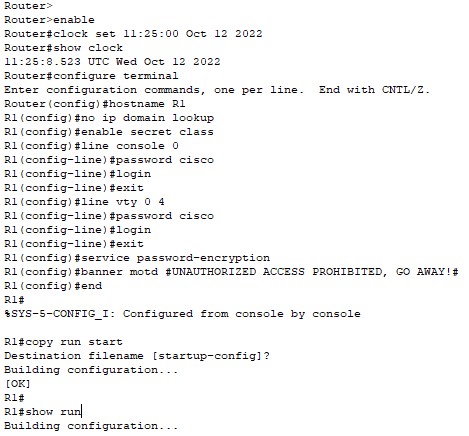 Router>
Router>enable
Router#clock set 11:25:00 Oct 12 2022
Router#show clock
11:25:8.523 UTC Wed Oct 12 2022
Router#configure terminal
Enter configuration commands, one per line.  End with CNTL/Z.
Router(config)#hostname R1
R1(config)#no ip domain lookup
R1(config)#enable secret class
R1(config)#line console 0
R1(config-line)#password cisco
R1(config-line)#login
R1(config-line)#exit
R1(config)#line vty 0 4
R1(config-line)#password cisco
R1(config-line)#login
R1(config-line)#exit
R1(config)#service password-encryption
R1(config)#banner motd #UNAUTHORIZED ACCESS PROHIBITED, GO AWAY!#
R1(config)#end
R1#
%SYS-5-CONFIG_I: Configured from console by console

R1#copy run start
Destination filename [startup-config]?
Building configuration...
[OK]
R1#
R1#show run
Building configuration...